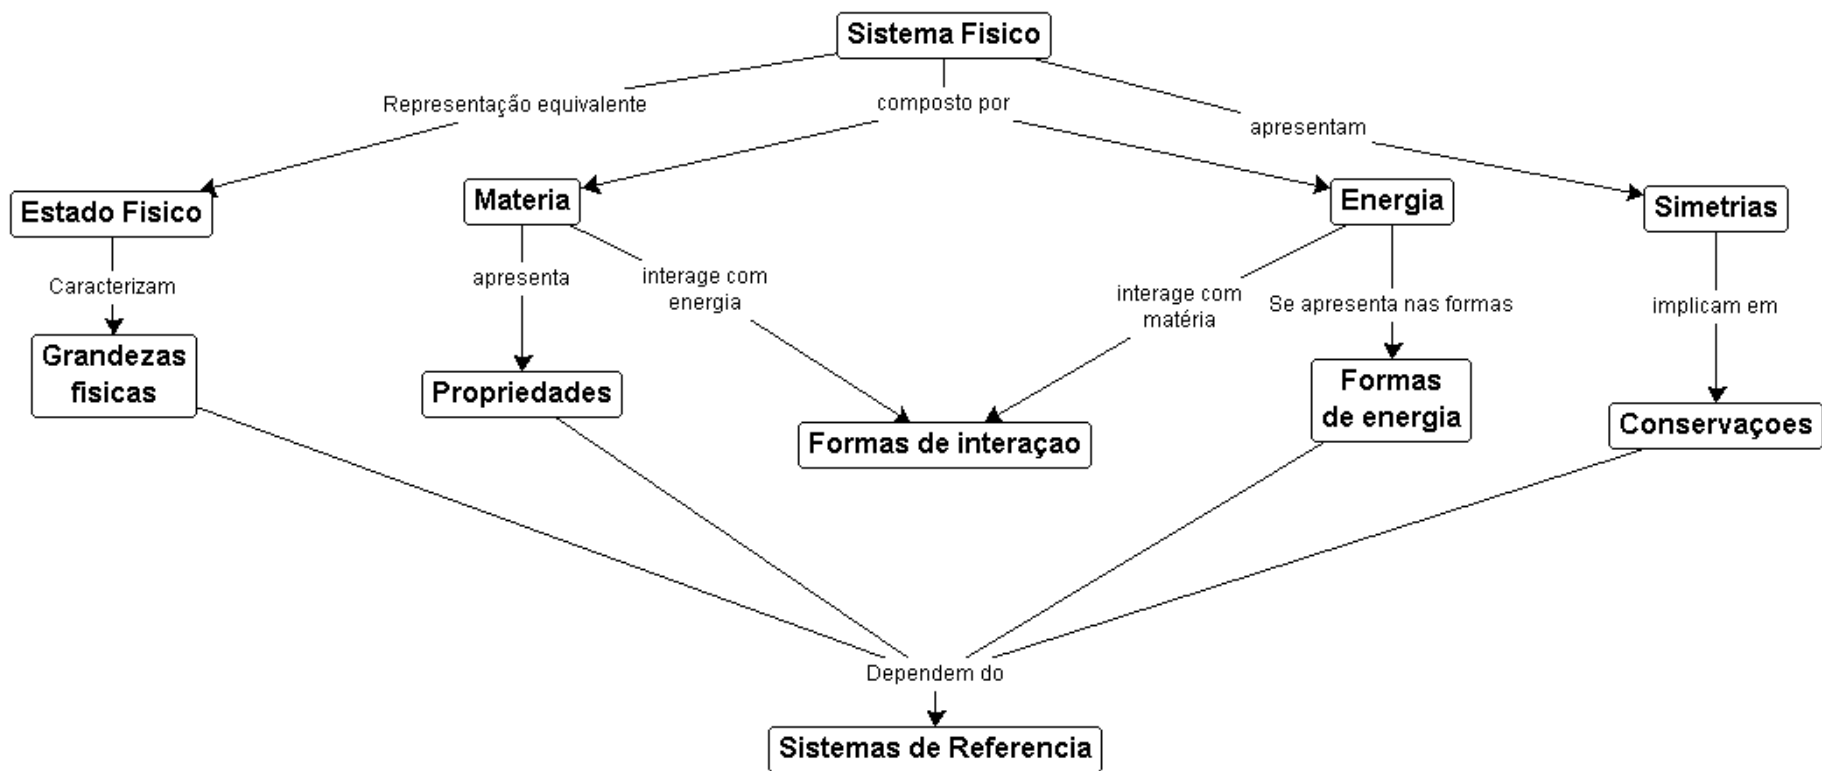 Sistema Fisico
Representação equivalente
composto por
apresentam
Estado Fisico
Materia
Energia
Simetrias
Caracterizam
apresenta
interage com
energia
interage com
matéria
Se apresenta nas formas
implicam em
Grandezas
fisicas
Propriedades
Formas de interaçao
Formas
de energia
Conservaçoes
Dependem do
Sistemas de Referencia